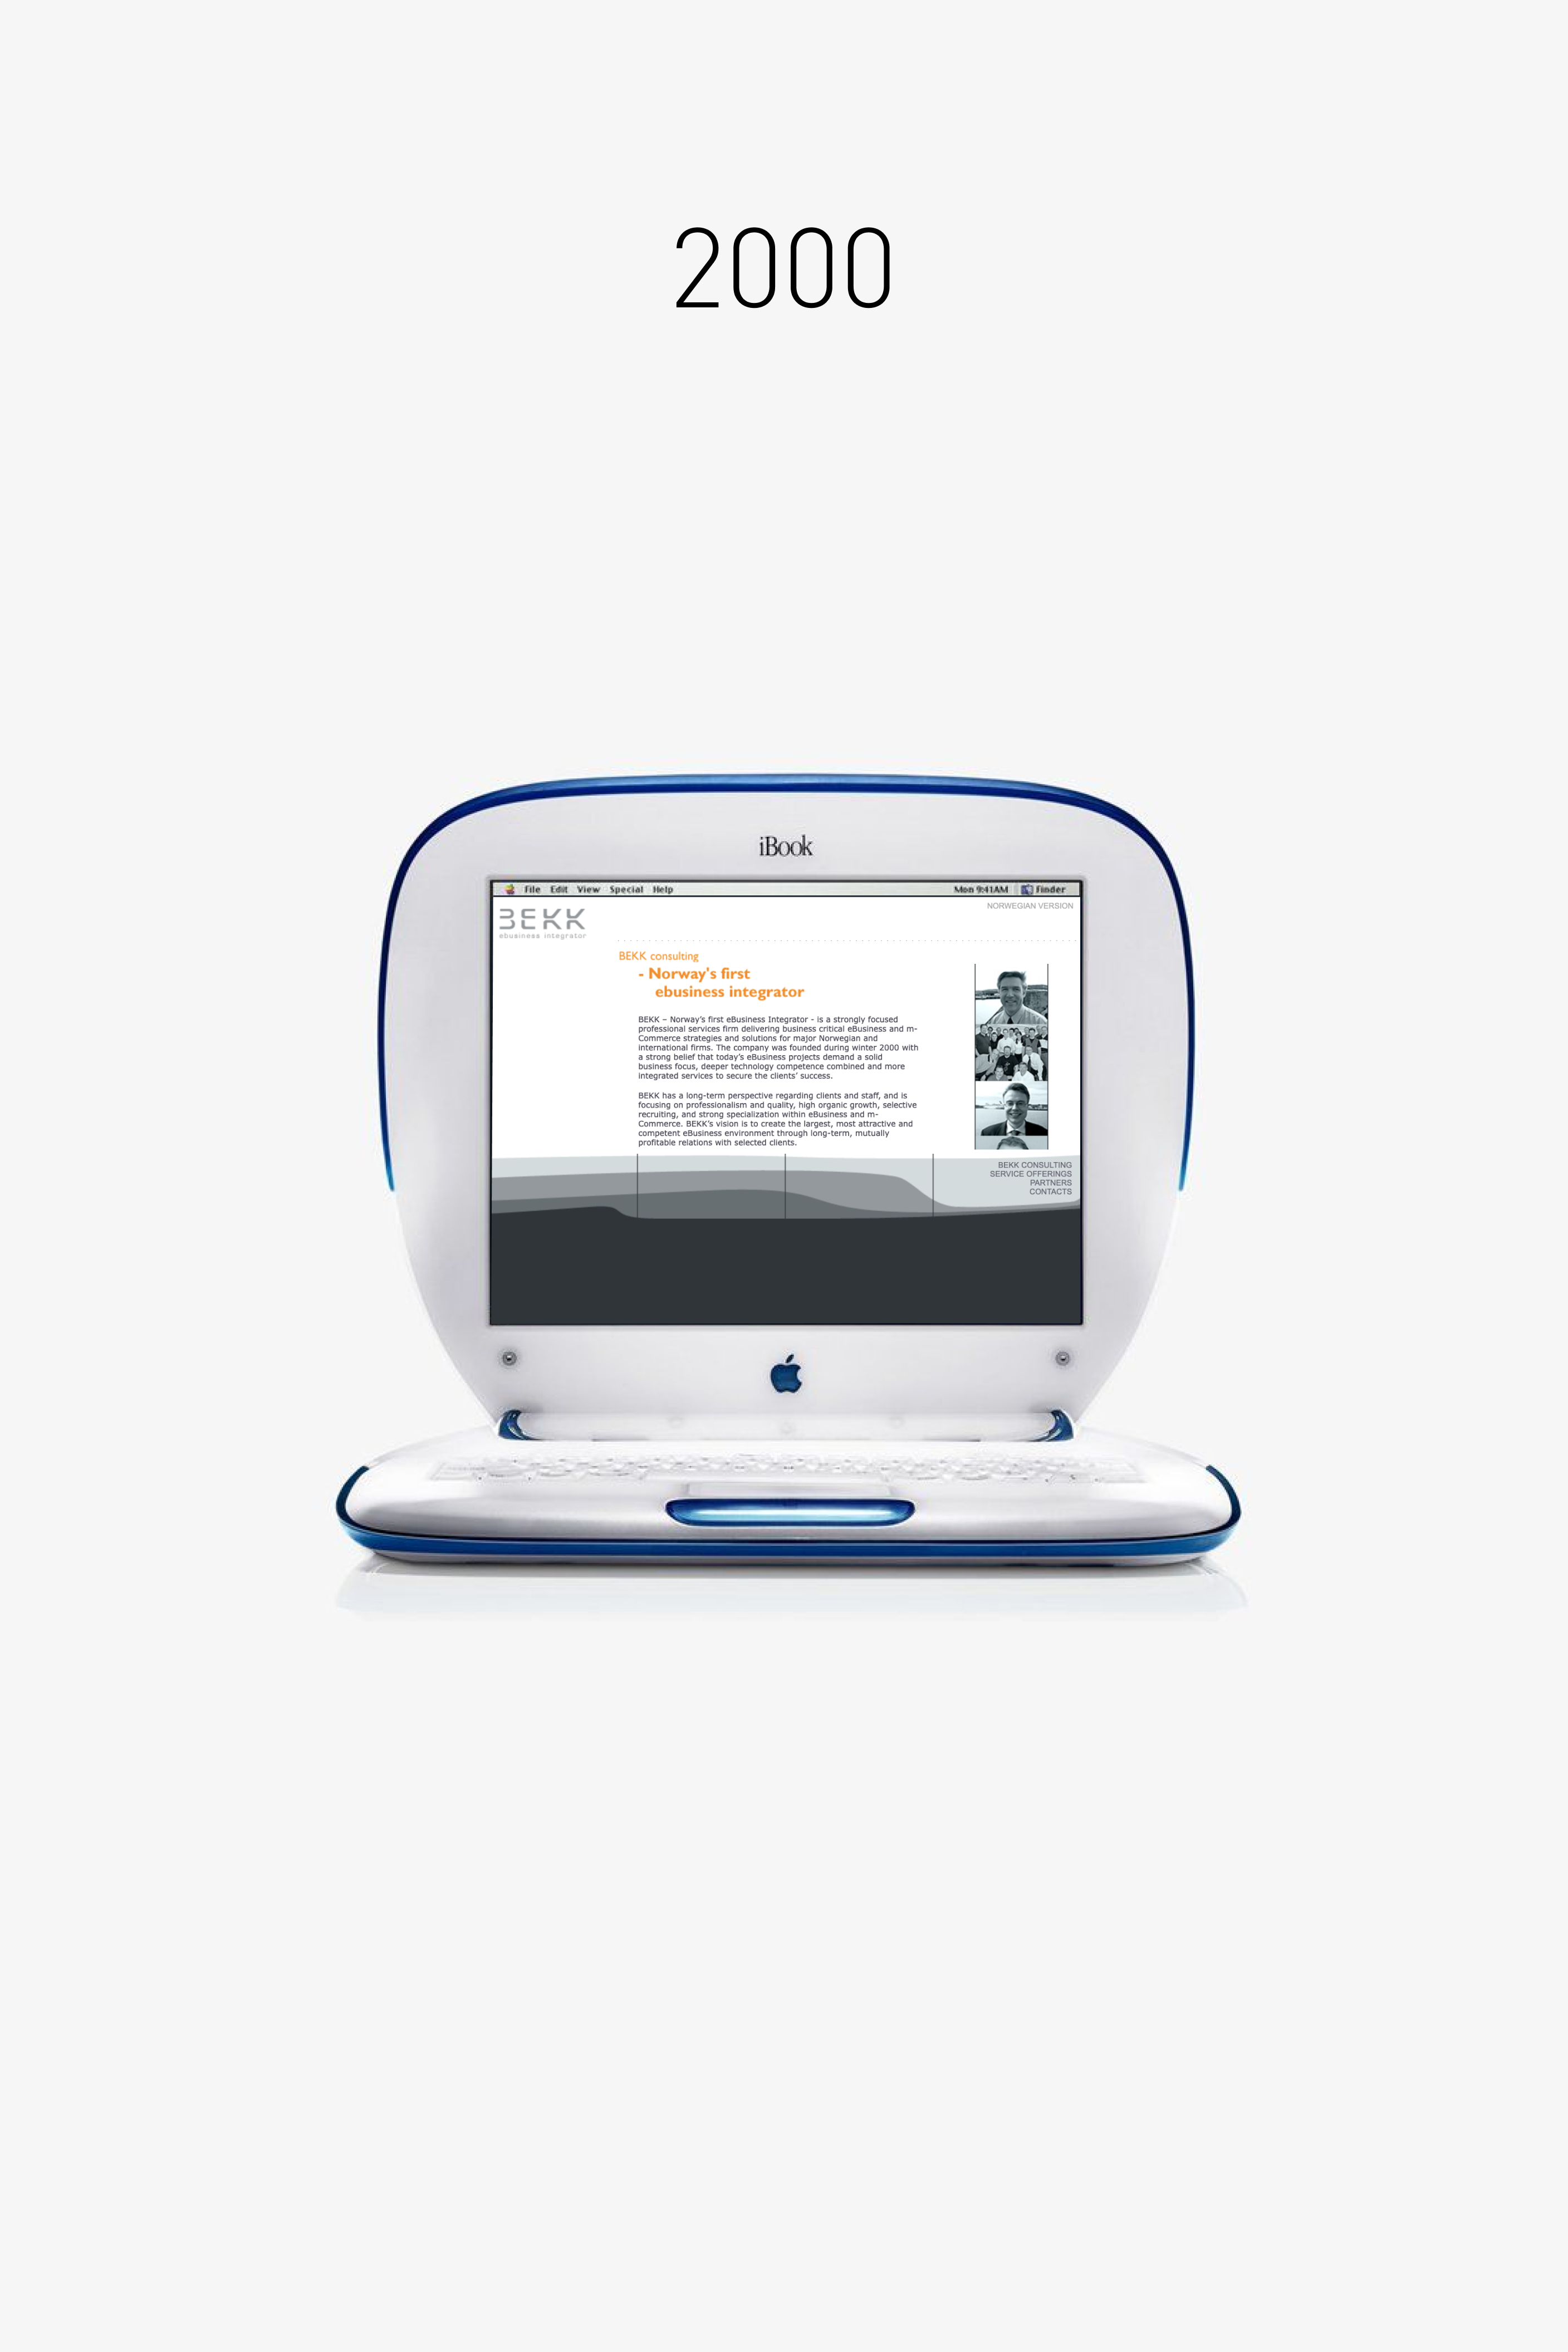 2000
iBook
File Edit View Special Help
Mon 9:41AM Finder
BEKK
ebusiness integrator
NORWEGIAN VERSION
BEKK consulting
- Norway's first
ebusiness integrator
BEKK – Norway's first eBusiness Integrator - is a strongly focused
professional services firm delivering business critical eBusiness and m-
Commerce strategies and solutions for major Norwegian and
international firms. The company was founded during winter 2000 with
a strong belief that today's eBusiness projects demand a solid
business focus, deeper technology competence combined and more
integrated services to secure the clients' success.
BEKK has a long-term perspective regarding clients and staff, and is
focusing on professionalism and quality, high organic growth, selective
recruiting, and strong specialization within eBusiness and m-
Commerce. BEKK's vision is to create the largest, most attractive and
competent eBusiness environment through long-term, mutually
profitable relations with selected clients.
BEKK CONSULTING
SERVICE OFFERINGS
PARTNERS
CONTACTS